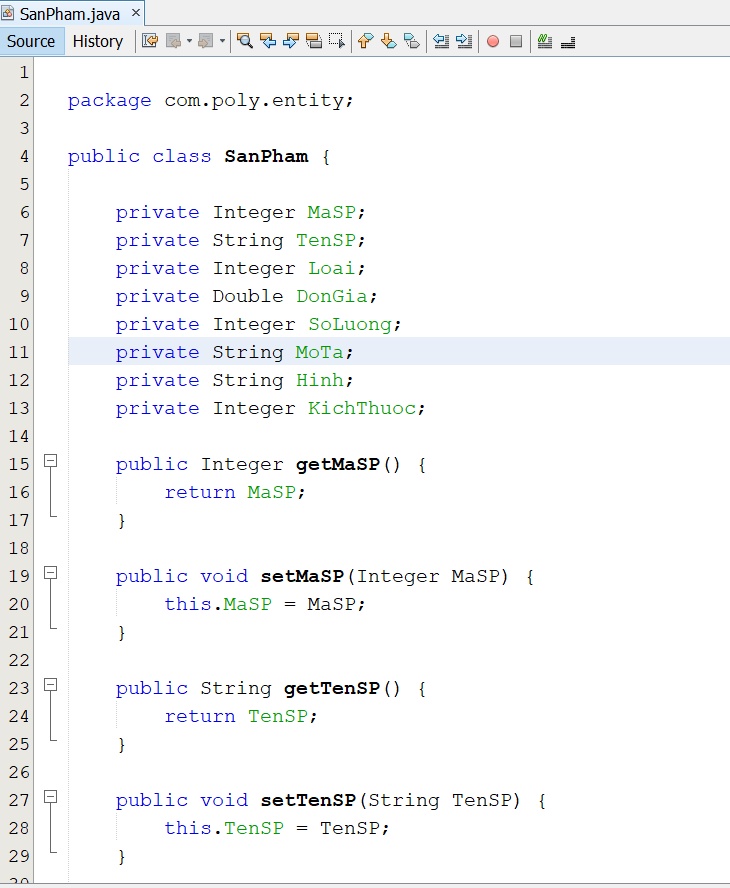 SanPham.java ×
Source History
1
2 package com.poly.entity;
3
4 public class SanPham {
5
6 private Integer MaSP;
7 private String TenSP;
8 private Integer Loai;
9 private Double DonGia;
10 private Integer SoLuong;
11 private String MoTa;
12 private String Hinh;
13 private Integer KichThuoc;
14
15 public Integer getMaSP() {
16 return MaSP;
17 }
18
19 public void setMaSP(Integer MaSP) {
20 this.MaSP = MaSP;
21 }
22
23 public String getTenSP() {
24 return TenSP;
25 }
26
27 public void setTenSP(String TenSP) {
28 this.TenSP = TenSP;
29 }